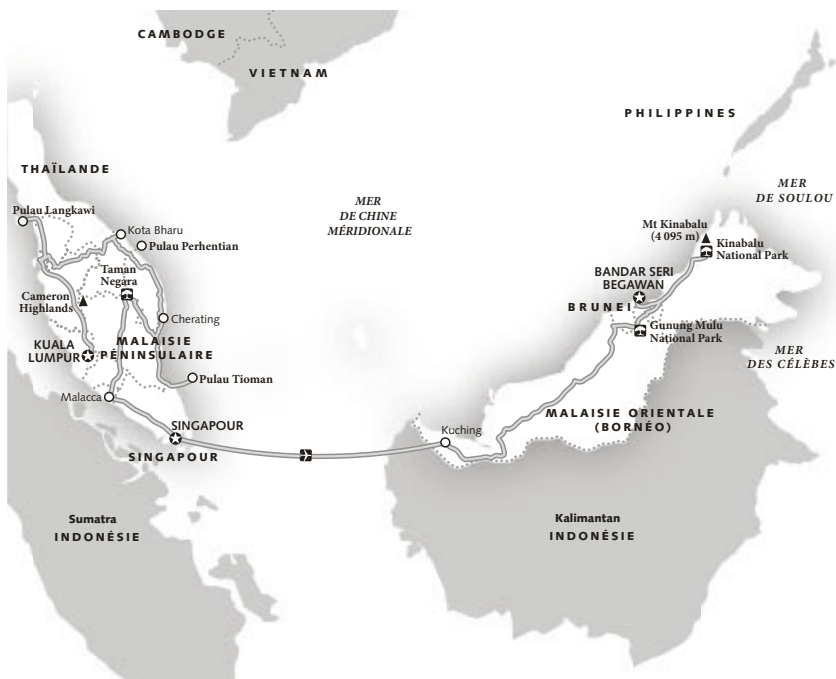 CAMBODGE
VIETNAM
PHILIPPINES
THAÏLANDE
MER
DE SOULOU
Pulau Langkawi
MER
DE CHINE
MÉRIDIONALE
Kota Bharu
Pulau Perhentian
Mt Kinabalu
(4 095 m)
Kinabalu
National Park
Taman
Negara
BANDAR SERI
BEGAWAN
Cameron
Highlands
BRUNEI
Cherating
Gunung Mulu
National Park
KUALA
LUMPUR
MALAISIE
PÉNINSULAIRE
MER
DES CÉLÈBES
Pulau Tioman
Malacca
MALAISIE ORIENTALE
(BORNÉO)
SINGAPOUR
Kuching
SINGAPOUR
Sumatra
INDONÉSIE
Kalimantan
INDONÉSIE